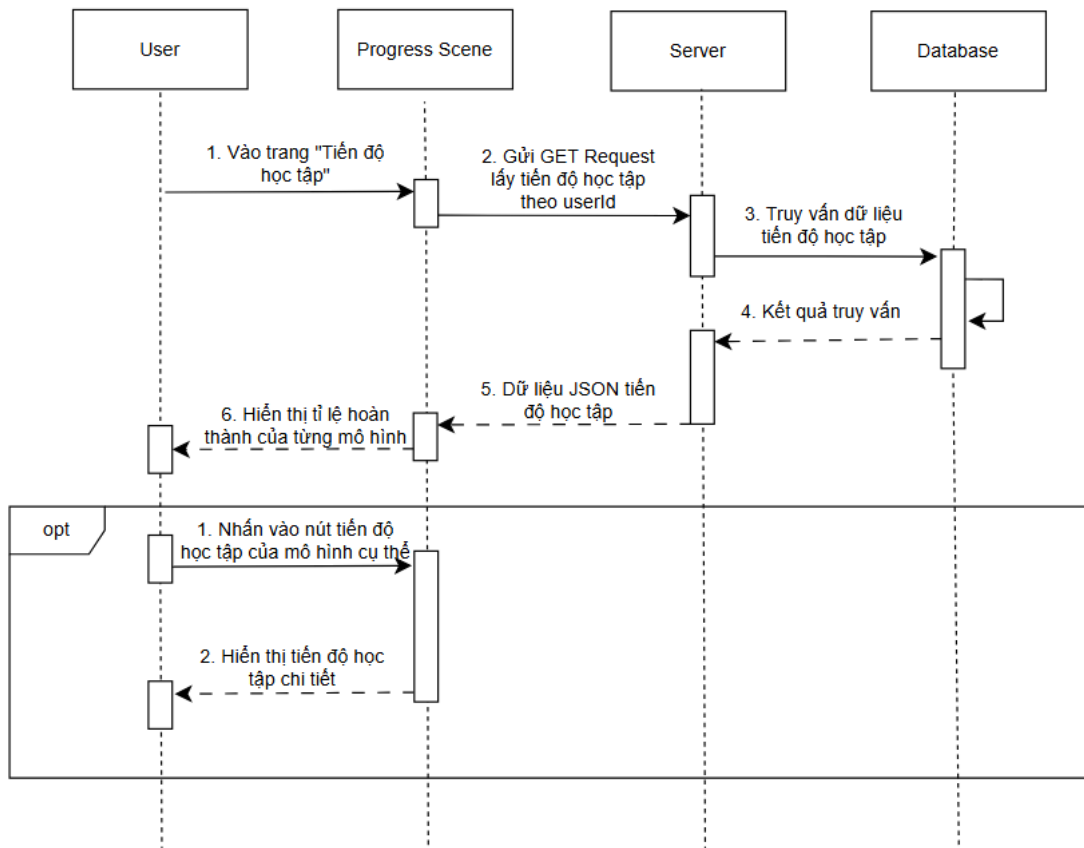 User
Progress Scene
Server
Database
1. Vào trang "Tiến độ
học tập"
2. Gửi GET Request
lấy tiến độ học tập
theo userId
3. Truy vấn dữ liệu
tiến độ học tập
4. Kết quả truy vấn
5. Dữ liệu JSON tiến
độ học tập
6. Hiển thị tỉ lệ hoàn
thành của từng mô hình
opt
1. Nhấn vào nút tiến độ
học tập của mô hình cụ thể
2. Hiển thị tiến độ học
tập chi tiết